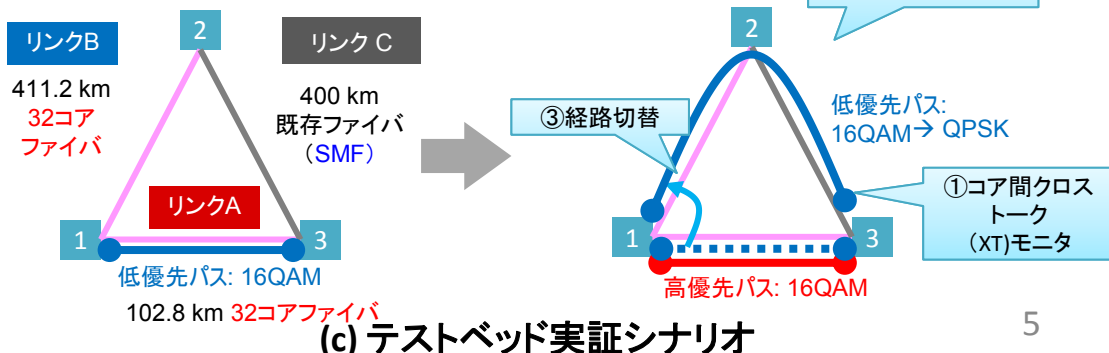 リンクB
411.2 km
32コア
ファイバ
2
リンク C
400 km
既存ファイバ
（SMF）
リンクA
1
3
低優先パス: 16QAM
102.8 km 32コアファイバ
2
③経路切替
低優先パス:
16QAM→ QPSK
①コア間クロス
トーク
（XT)モニタ
1
3
高優先パス: 16QAM
(c) テストベッド実証シナリオ
5